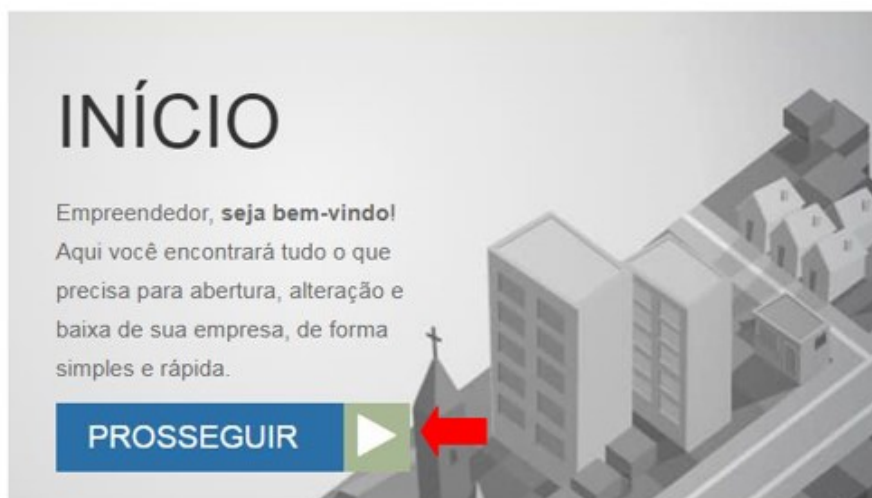 INÍCIO
Empreendedor, seja bem-vindo!
Aqui você encontrará tudo o que
precisa para abertura, alteração e
baixa de sua empresa, de forma
simples e rápida.
PROSSEGUIR